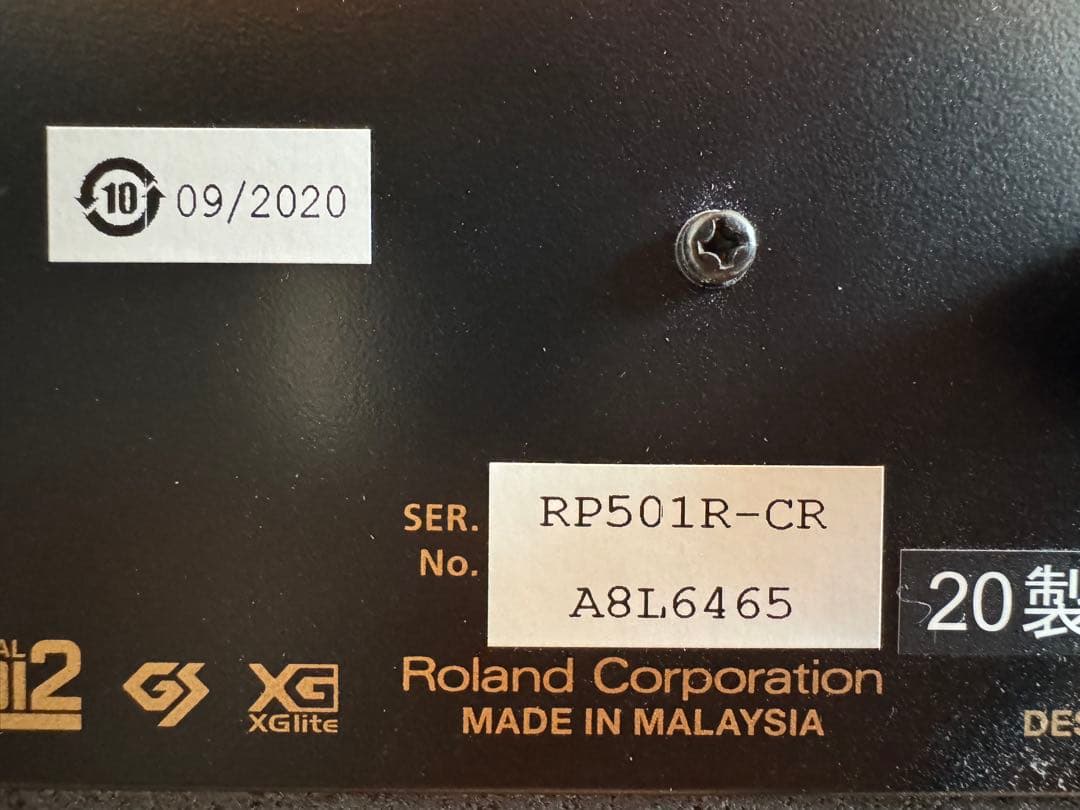 10 09/2020
SER.
No.
RP501R-CR
A8L6465
20製
GS
XG
XGlite
Roland Corporation
MADE IN MALAYSIA